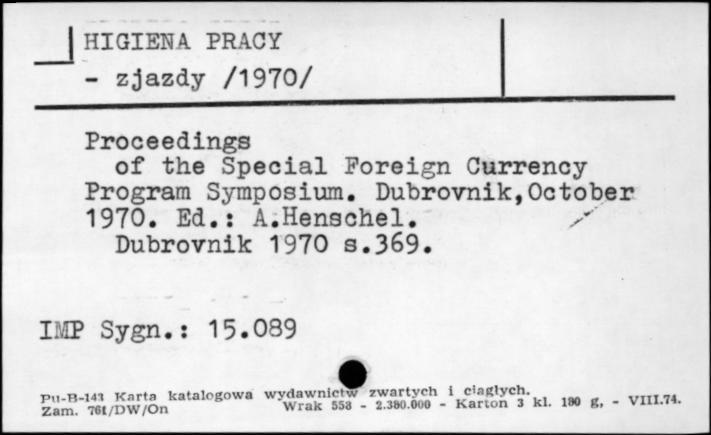 HIGIENA PRACY
- zjazdy /1970/
Proceedings
of the Special Foreign Currency
Program Symposium. Dubrovnik,October
1970. Ed.: A.Henschel.
Dubrovnik 1970 s.369.
IMP Sygn.: 15.089
Pu-B-143 Karta katalogowa wydawnictw zwartych i ciągłych.
Zam. 761/DW/On Wrak 558 - 2.380.000 - Karton 3 kl. 180 g, - VIII.74.